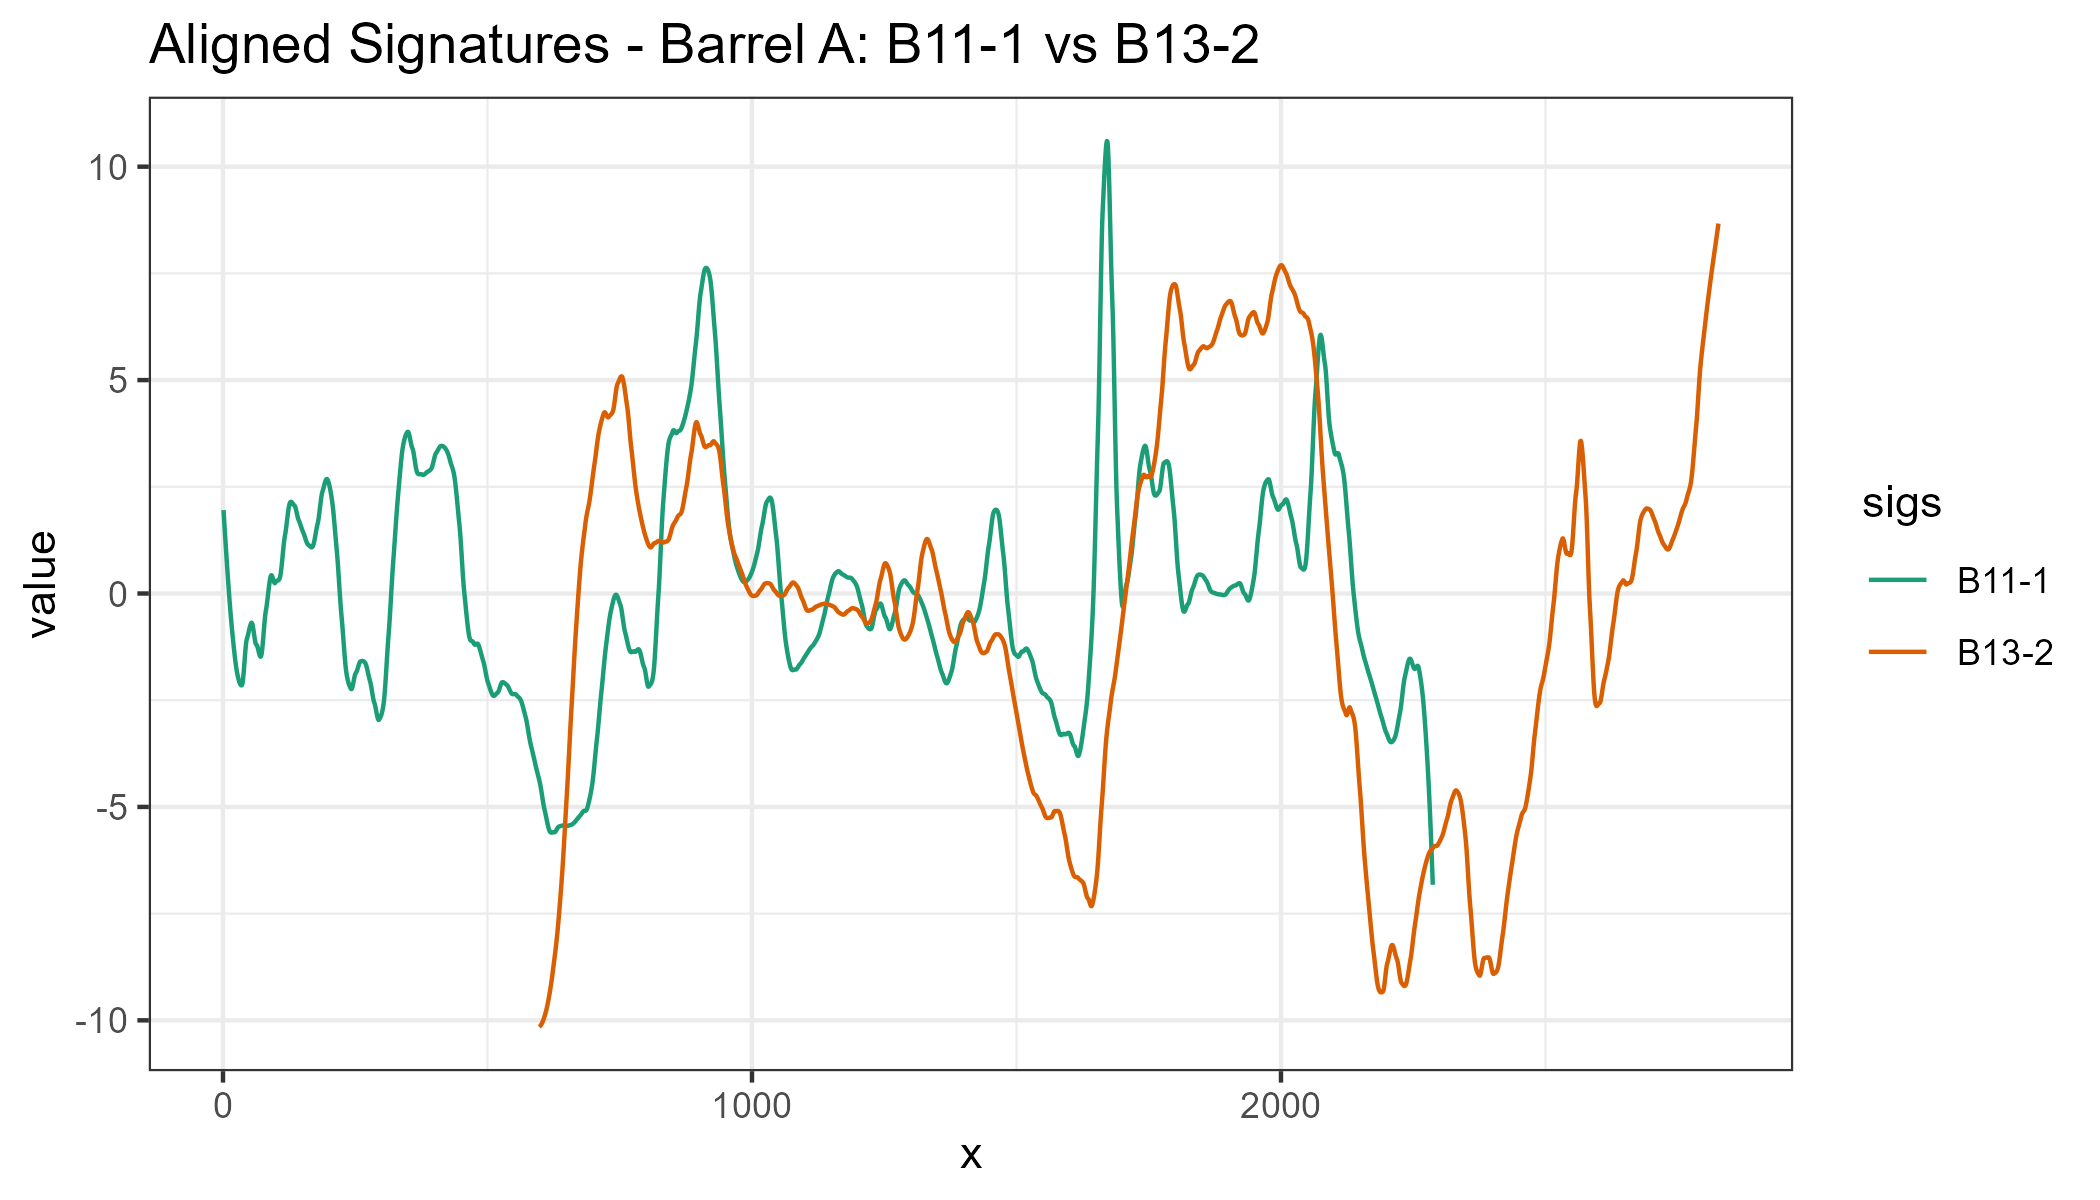 Aligned Signatures - Barrel A: B11-1 vs B13-2
10
5
0
-5
-10
value
0 1000 2000
x
sigs
B11-1
B13-2